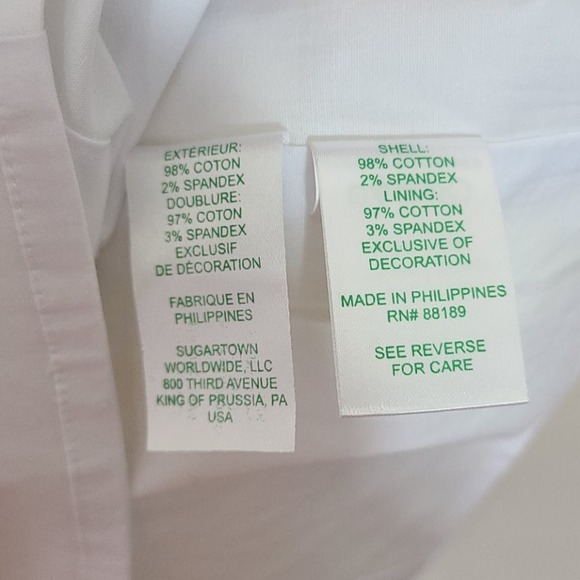 EXTÉRIEUR:
98% COTON
2% SPANDEX
DOUBLURE:
97% COTON
3% SPANDEX
EXCLUSIF
DE DÉCORATION
FABRIQUE EN
PHILIPPINES
SUGARTOWN
WORLDWIDE, LLC
800 THIRD AVENUE
KING OF PRUSSIA, PA
USA
SHELL:
98% COTTON
2% SPANDEX
LINING:
97% COTTON
3% SPANDEX
EXCLUSIVE OF
DECORATION
MADE IN PHILIPPINES
RN# 88189
SEE REVERSE
FOR CARE